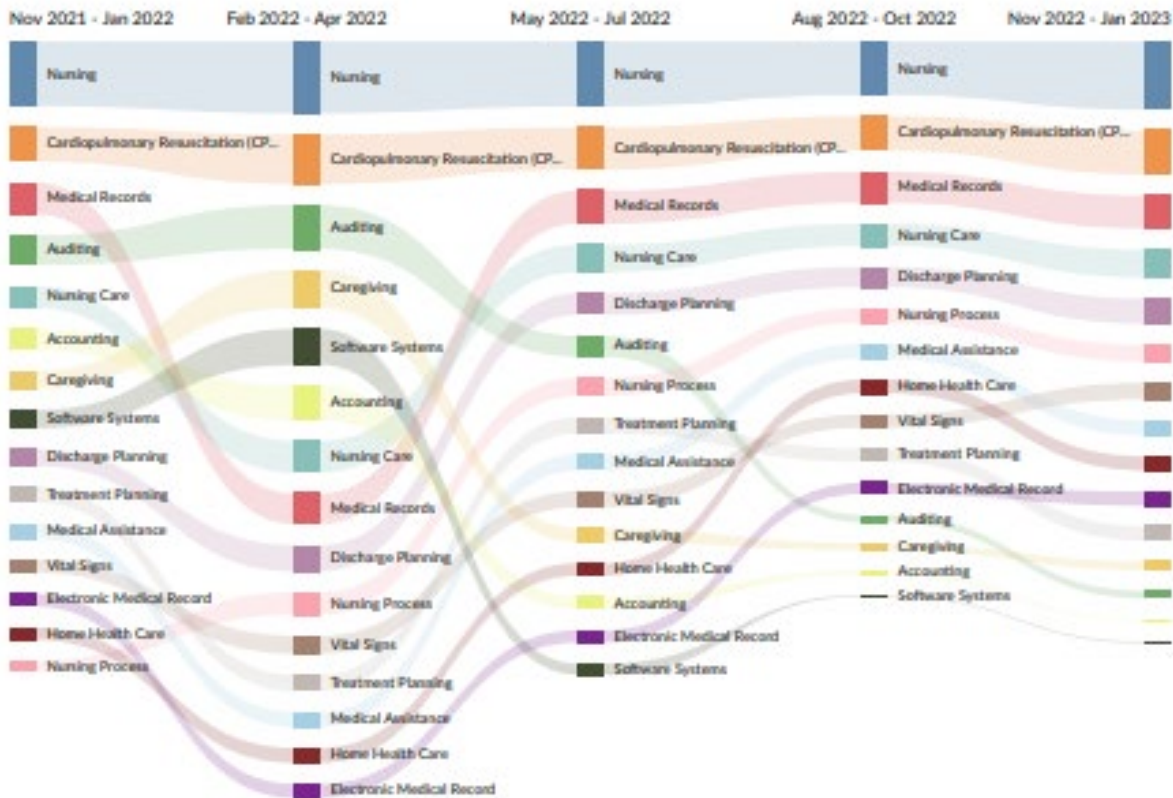 Nov 2021 - Jan 2022
Feb 2022 - Apr 2022
May 2022 - Jul 2022
Aug 2022 - Oct 2022
Nov 2022 - Jan 2023
Nursing
Cardiopulmonary Resuscitation (CP...
Medical Records
Auditing
Nursing Care
Accounting
Caregiving
Software Systems
Discharge Planning
Treatment Planning
Medical Assistance
Vital Signs
Electronic Medical Record
Home Health Care
Nursing Process
Nursing
Cardiopulmonary Resuscitation (CP...
Auditing
Caregiving
Software Systems
Accounting
Nursing Care
Medical Records
Discharge Planning
Nursing Process
Vital Signs
Treatment Planning
Medical Assistance
Home Health Care
Electronic Medical Record
Nursing
Cardiopulmonary Resuscitation (CP...
Medical Records
Nursing Care
Discharge Planning
Auditing
Nursing Process
Treatment Planning
Medical Assistance
Vital Signs
Caregiving
Home Health Care
Accounting
Electronic Medical Record
Software Systems
Nursing
Cardiopulmonary Resuscitation (CP...
Medical Records
Nursing Care
Discharge Planning
Nursing Process
Medical Assistance
Home Health Care
Vital Signs
Treatment Planning
Electronic Medical Record
Auditing
Caregiving
Accounting
Software Systems